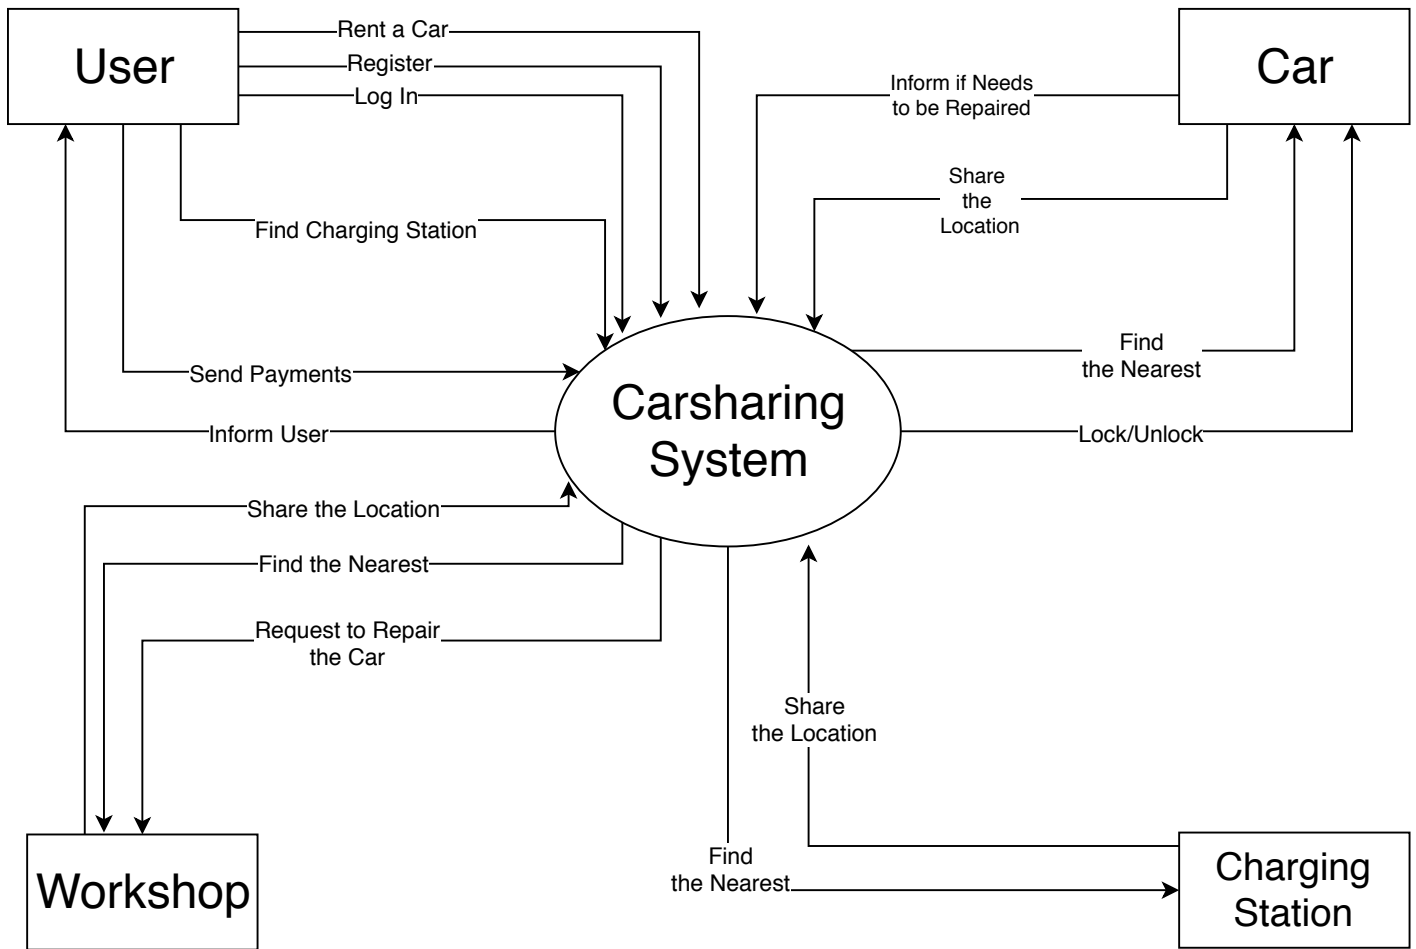 User
Rent a Car
Register
Log In
Car
Inform if Needs
to be Repaired
Share
the
Location
Find Charging Station
Find
the Nearest
Send Payments
Carsharing
System
Inform User
Lock/Unlock
Share the Location
Find the Nearest
Request to Repair
the Car
Share
the Location
Find
the Nearest
Workshop
Charging
Station